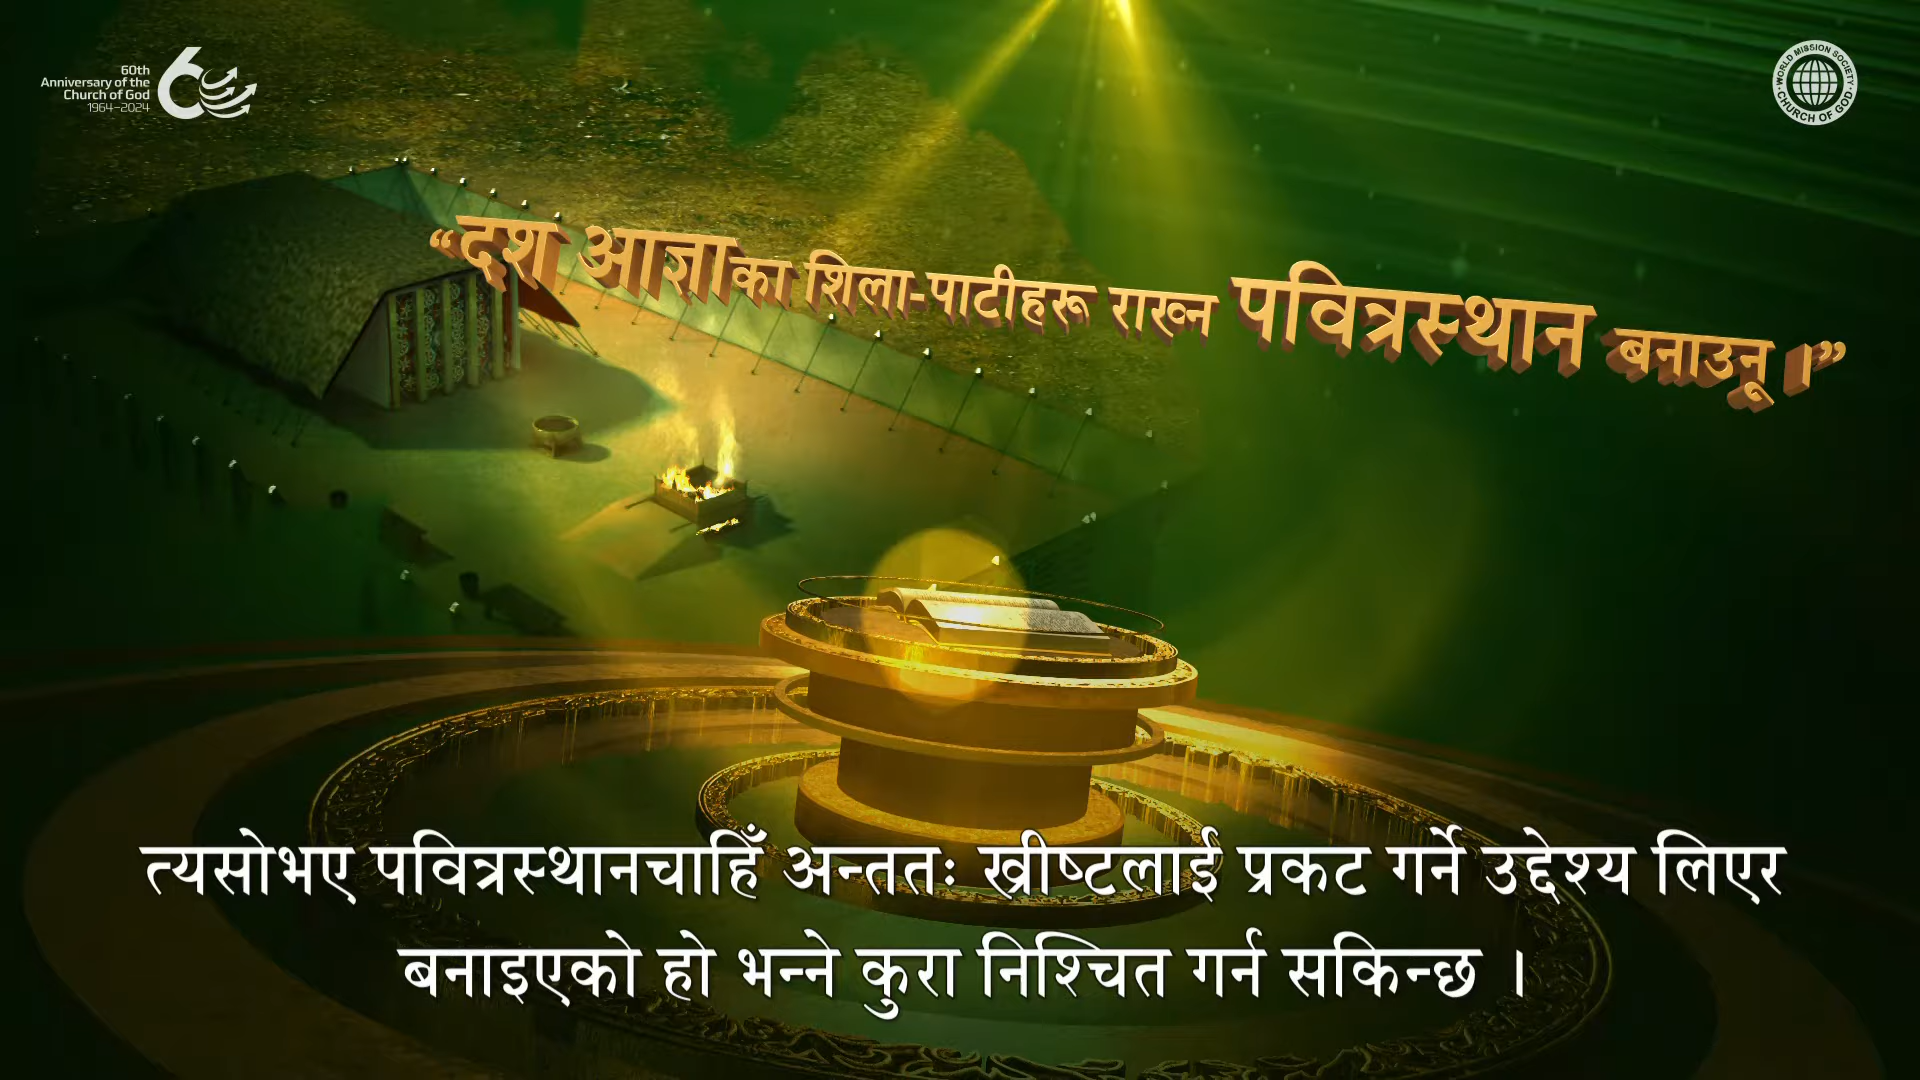 60th
Anniversary of the
Church of God
1964–2024
60
WORLD MISSION SOCIETY
CHURCH OF GOD
“दश आज्ञाका शिला-पाटीहरू राख्न पवित्रस्थान बनाउनू ।”
त्यसोभए पवित्रस्थानचाहिँ अन्ततः ख्रीष्टलाई प्रकट गर्ने उद्देश्य लिएर
बनाइएको हो भन्ने कुरा निश्चित गर्न सकिन्छ ।